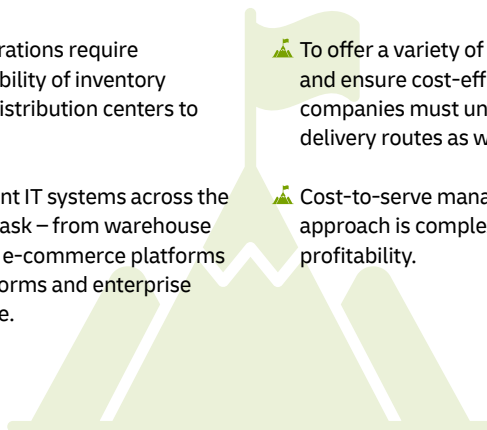 rations require
bility of inventory
istribution centers to
nt IT systems across the
ask – from warehouse
e-commerce platforms
orms and enterprise
e.
To offer a variety of
and ensure cost-eff
companies must un
delivery routes as w
Cost-to-serve mana
approach is comple
profitability.